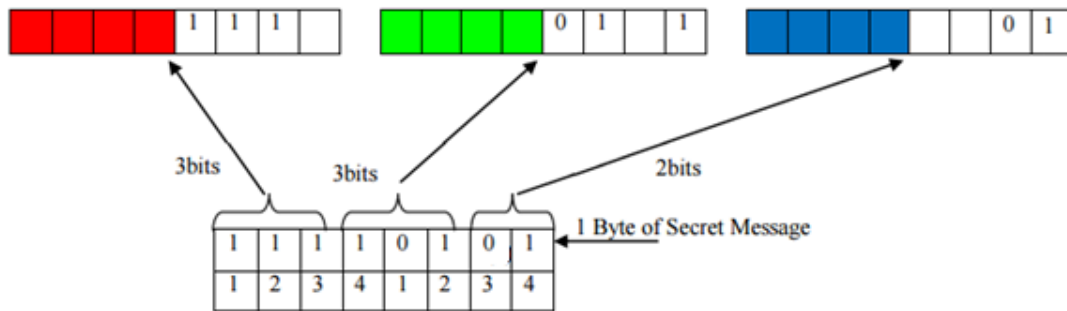 1 1 1 0 1 1 0 1
3bits 3bits 2bits
1 Byte of Secret Message
1 1 1 1 0 1 0 1
1 2 3 4 1 2 3 4